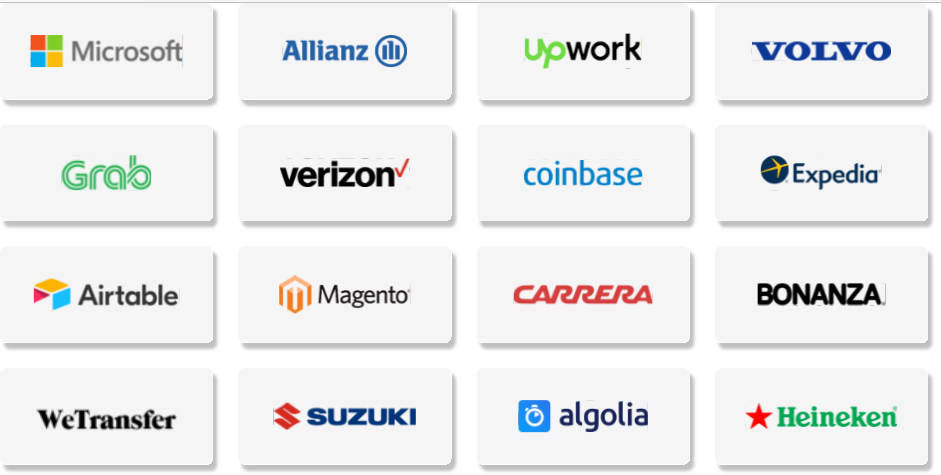 Microsoft
Allianz
upwork
VOLVO
Grab
verizon
coinbase
Expedia
Airtable
Magento
CARRERA
BONANZA
WeTransfer
SUZUKI
algolia
Heineken